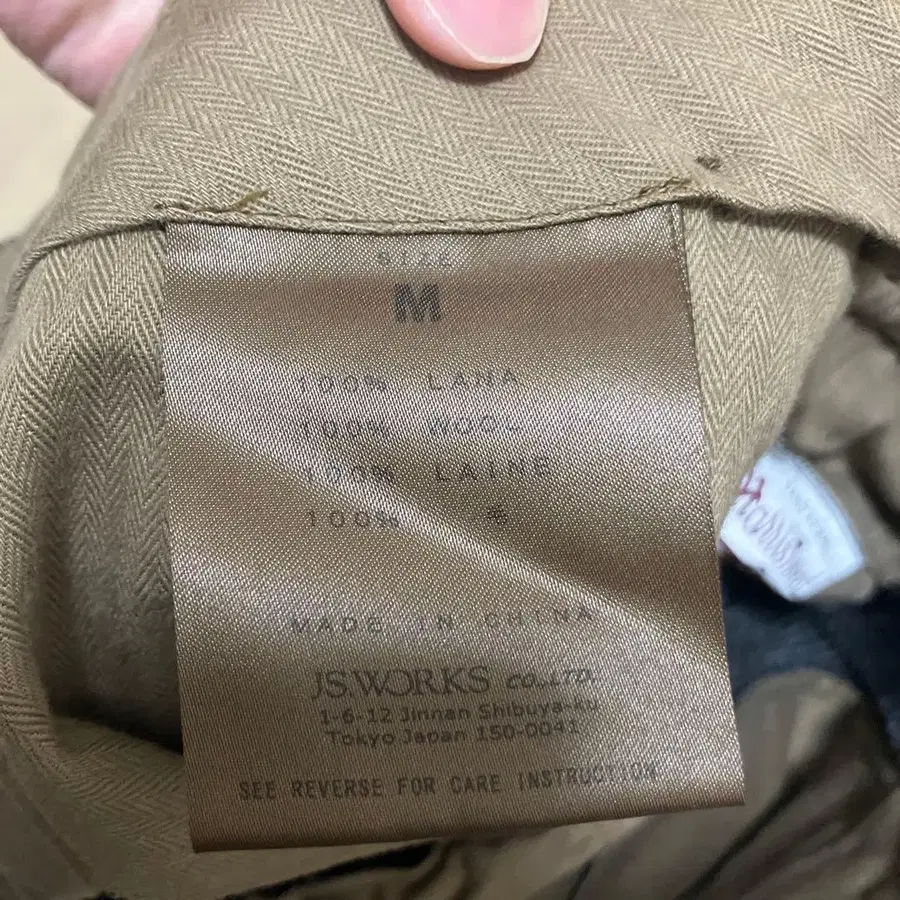 SIZE
M
100% LANA
100% WOOL
100% LAINE
100% 毛
MADE IN CHINA
JS.WORKS CO.,LTD.
1-6-12 Jinnan Shibuya-ku
Tokyo Japan 150-0041
SEE REVERSE FOR CARE INSTRUCTION